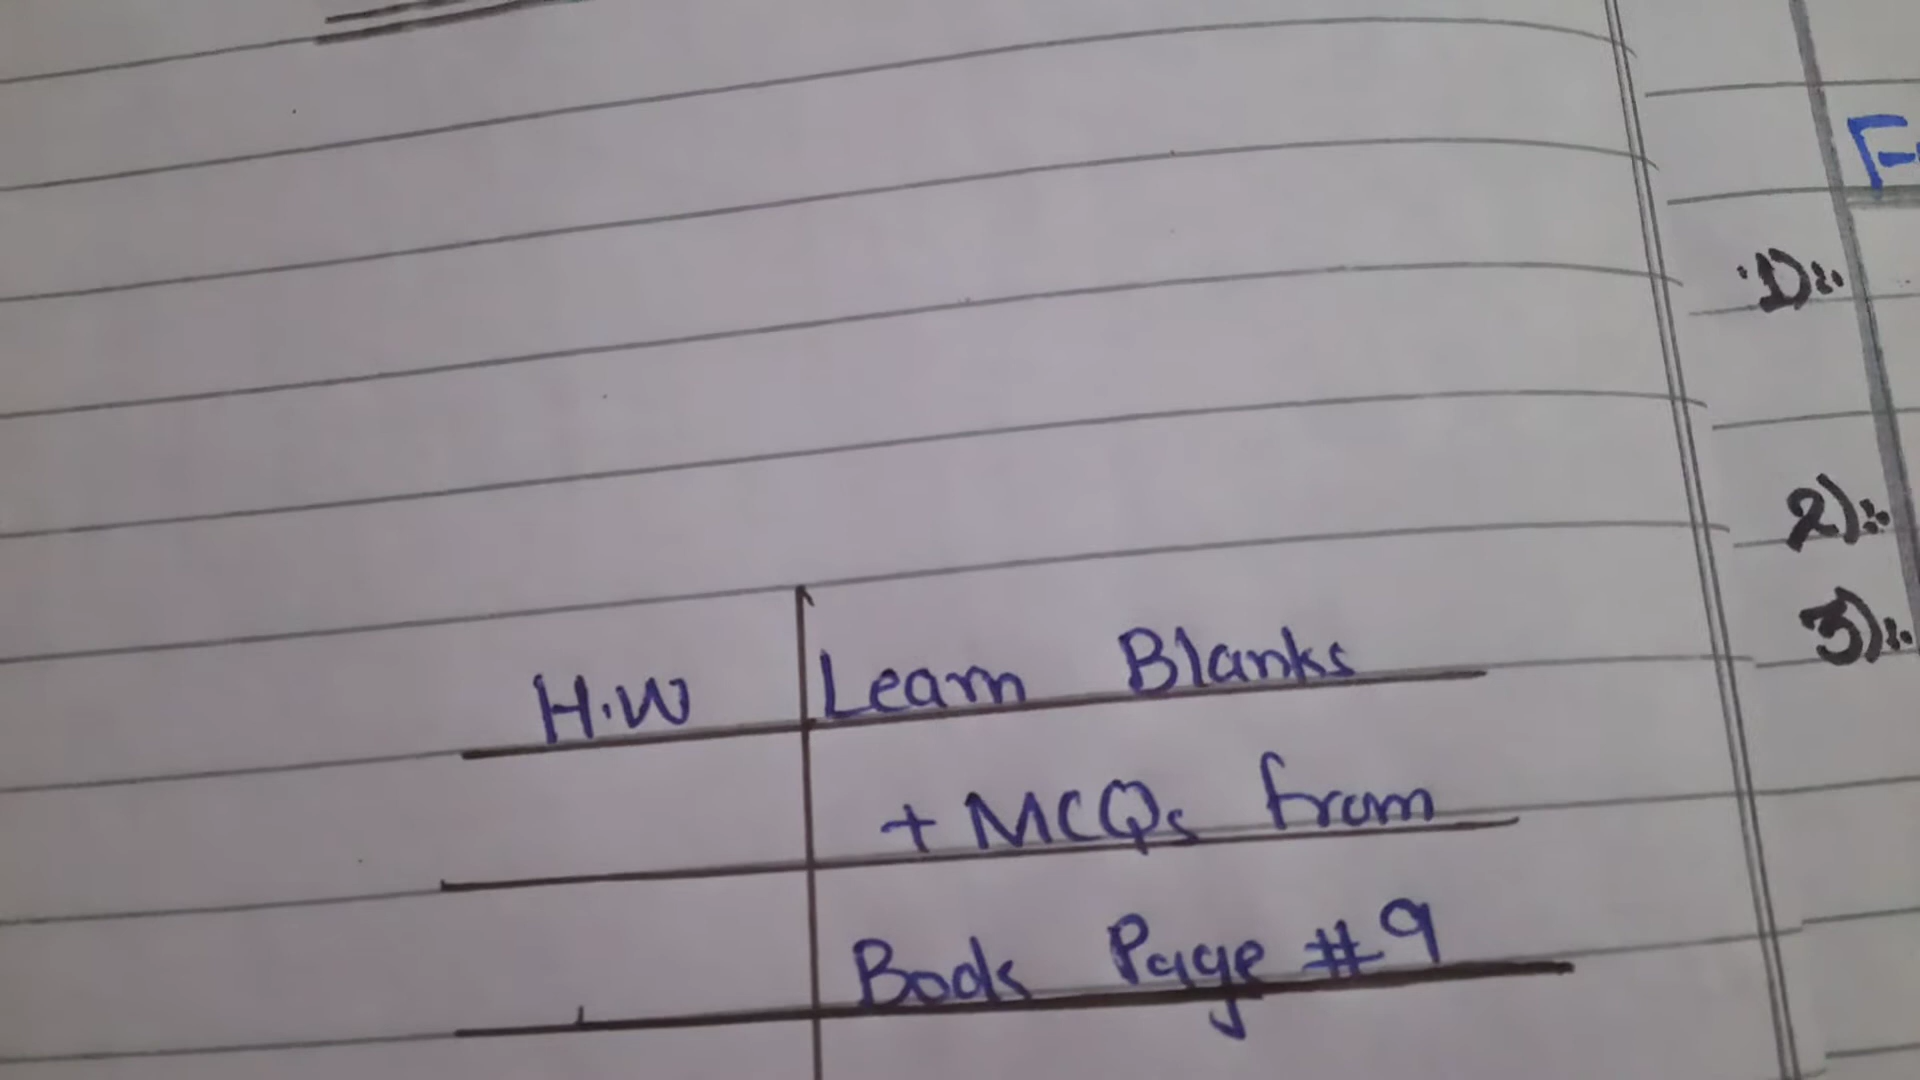 H.W Learn Blanks
+ MCQs from
Book Page #9
1):
2):
3):